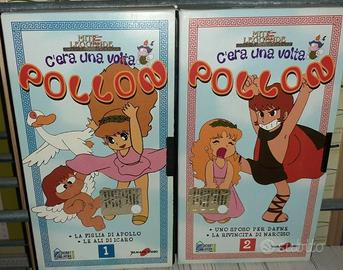 MITI E LEGGENDE
C'ERA UNA VOLTA
POLLON
• LA FIGLIA DI APOLLO
• LE ALI DI ICARO
1
MITI E LEGGENDE
C'ERA UNA VOLTA
POLLON
• UNO SPOSO PER DAFNE
• LA RIVINCITA DI NARCISO
2
SUBITO